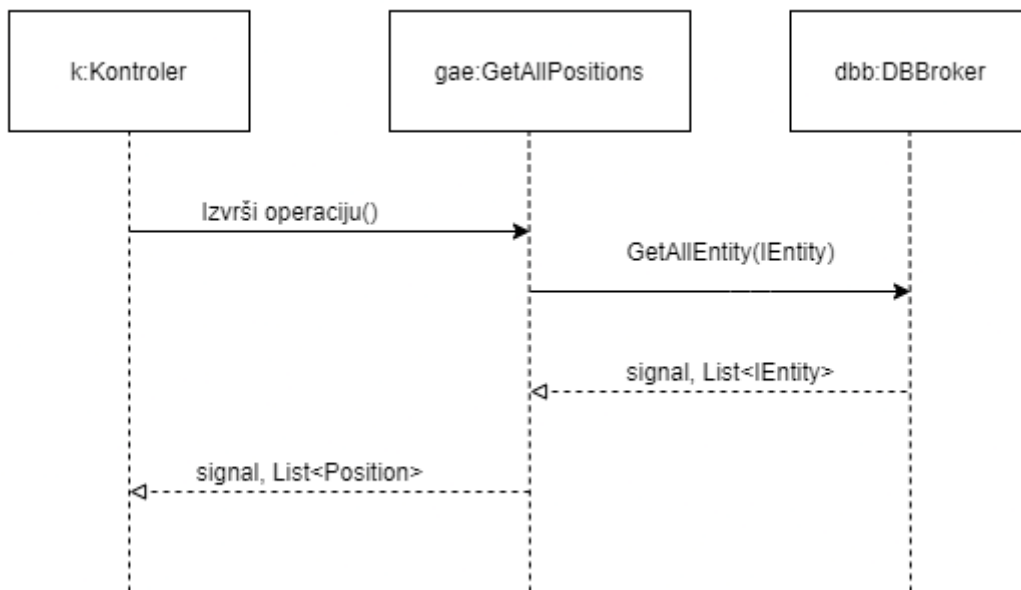 k:Kontroler
gae:GetAllPositions
dbb:DBBroker
Izvrši operaciju()
GetAllEntity(IEntity)
signal, List<IEntity>
signal, List<Position>